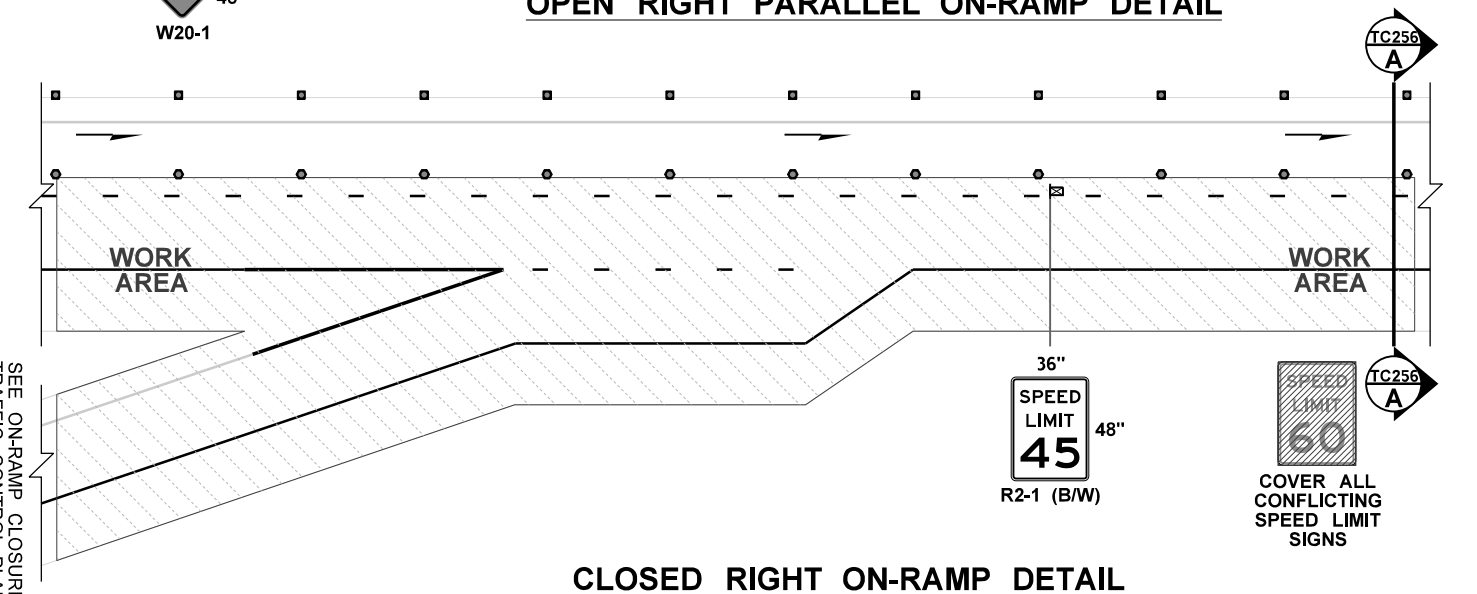 OPEN RIGHT PARALLEL ON-RAMP DETAIL
W20-1
TC256
A
WORK
AREA
WORK
AREA
36"
SPEED
LIMIT
45
48"
R2-1 (B/W)
SPEED
LIMIT
60
COVER ALL
CONFLICTING
SPEED LIMIT
SIGNS
TC256
A
SEE ON-RAMP
CLOSED RIGHT ON-RAMP DETAIL